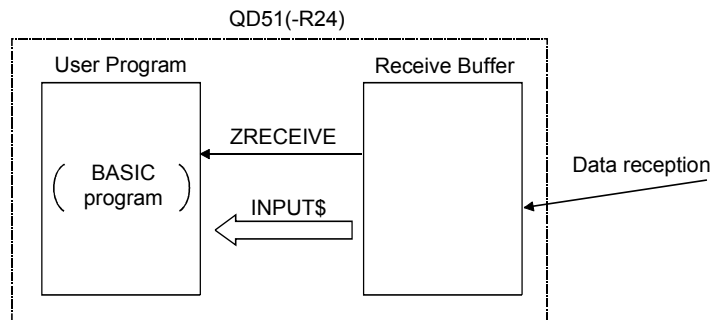 QD51(-R24)
User Program
Receive Buffer
ZRECEIVE
BASIC
program
INPUT$
Data reception